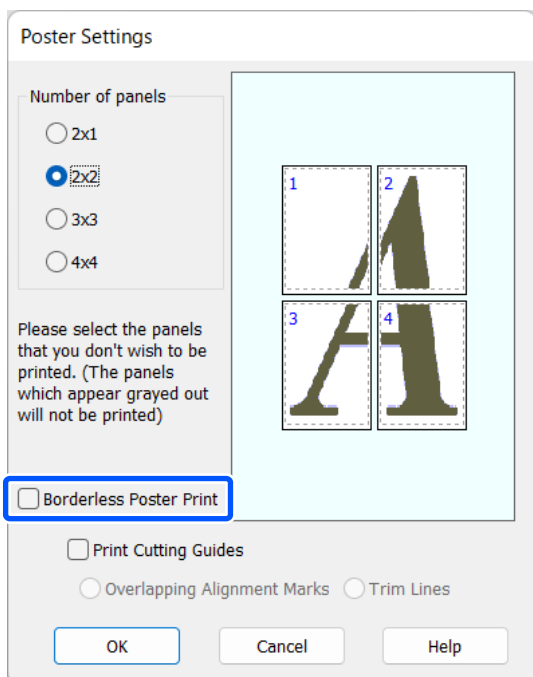 Poster Settings
Number of panels
2x1
2x2
3x3
4x4
1
2
3
4
Please select the panels
that you don't wish to be
printed. (The panels
which appear grayed out
will not be printed)
Borderless Poster Print
Print Cutting Guides
Overlapping Alignment Marks Trim Lines
OK Cancel Help